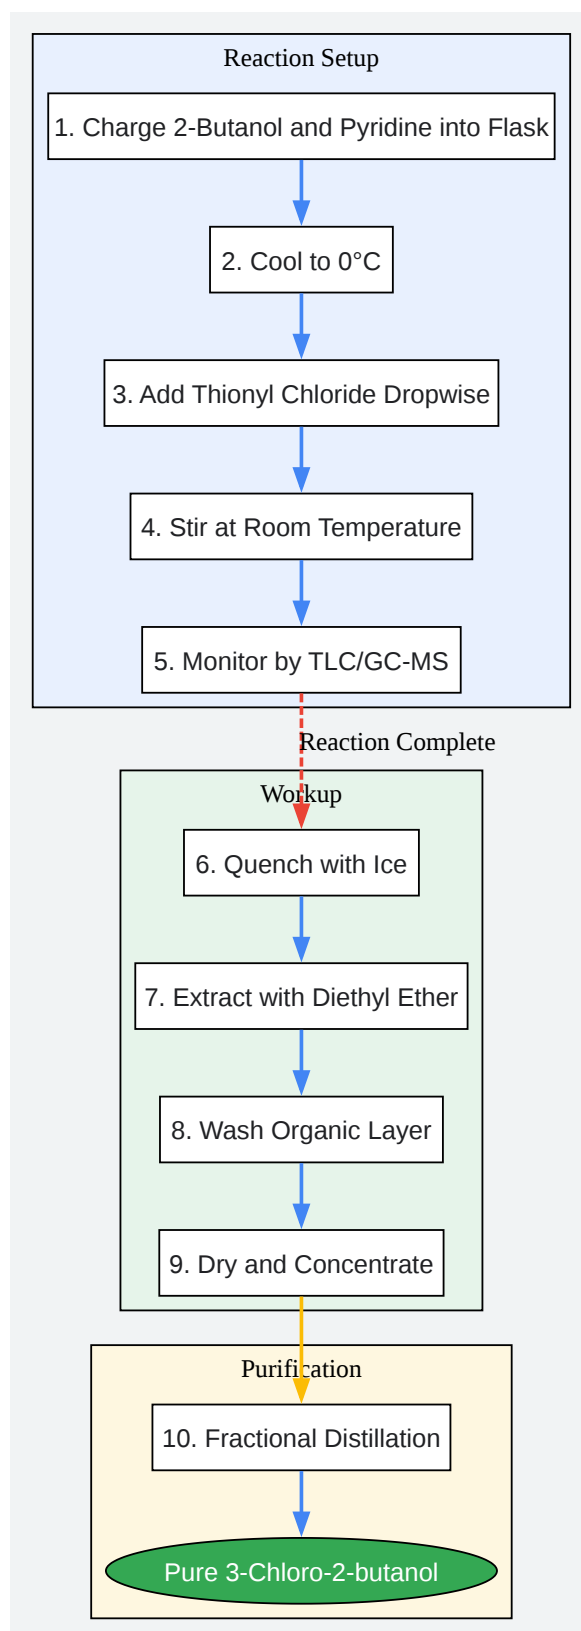 Reaction Setup
1. Charge 2-Butanol and Pyridine into Flask
2. Cool to 0°C
3. Add Thionyl Chloride Dropwise
4. Stir at Room Temperature
5. Monitor by TLC/GC-MS
Reaction Complete
Workup
6. Quench with Ice
7. Extract with Diethyl Ether
8. Wash Organic Layer
9. Dry and Concentrate
Purification
10. Fractional Distillation
Pure 3-Chloro-2-butanol